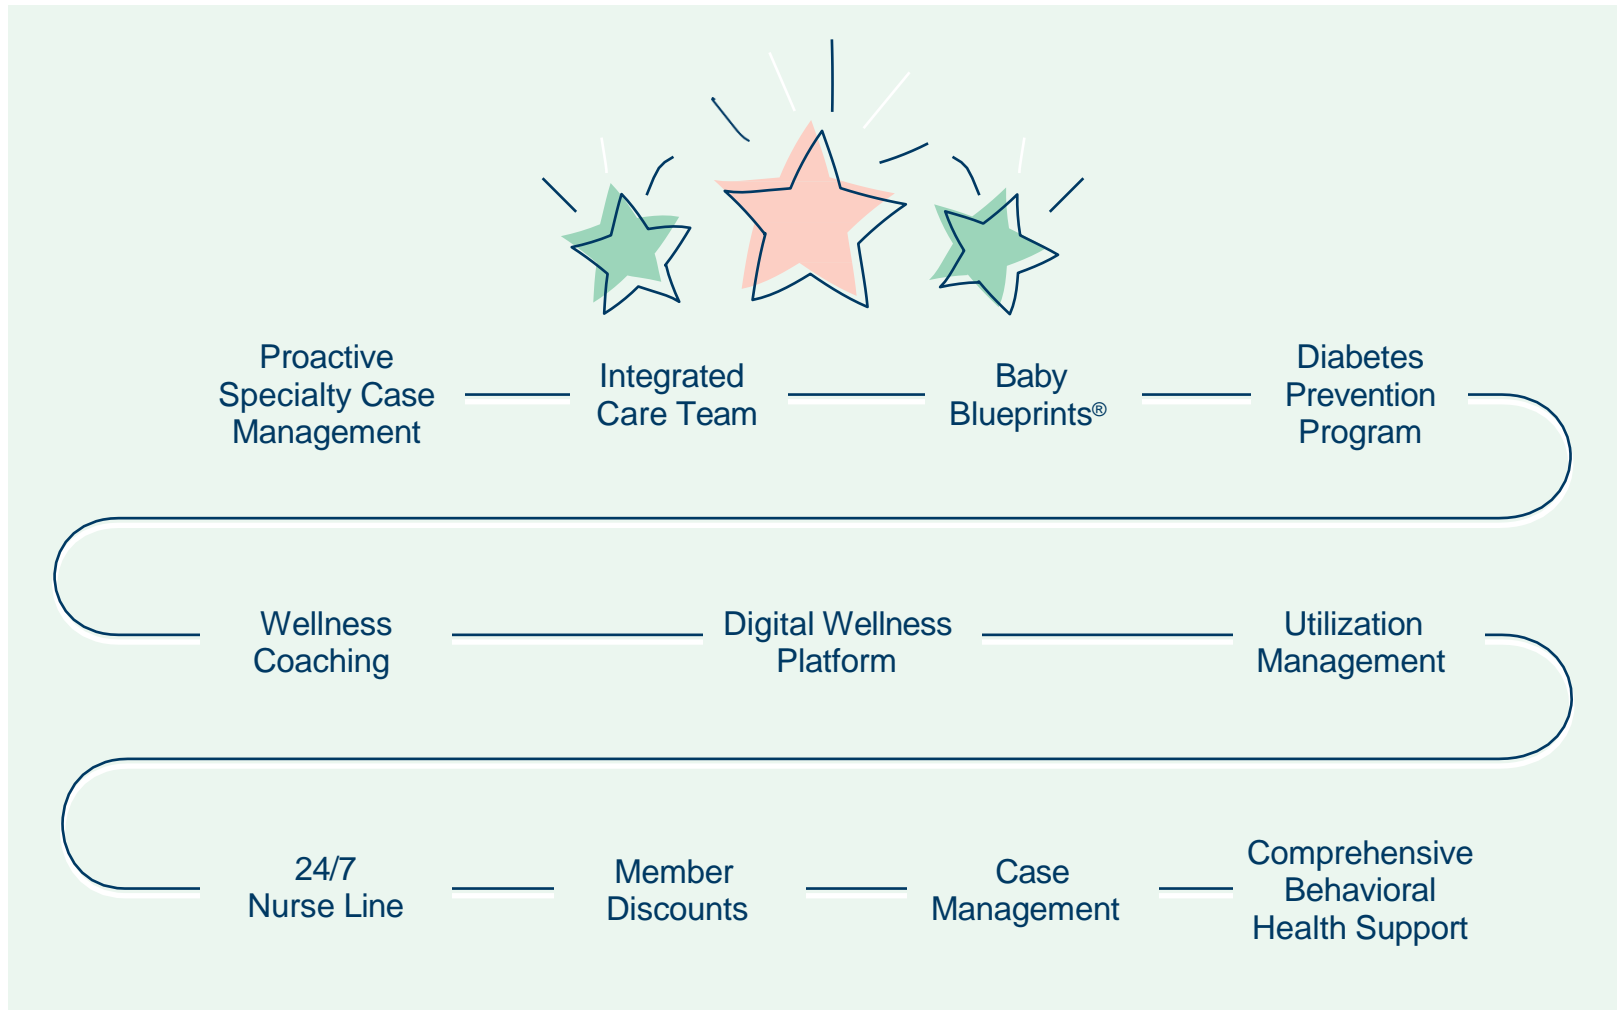 Proactive
Specialty Case
Management
Integrated
Care Team
Baby
Blueprints®
Diabetes
Prevention
Program
Wellness
Coaching
Digital Wellness
Platform
Utilization
Management
24/7
Nurse Line
Member
Discounts
Case
Management
Comprehensive
Behavioral
Health Support